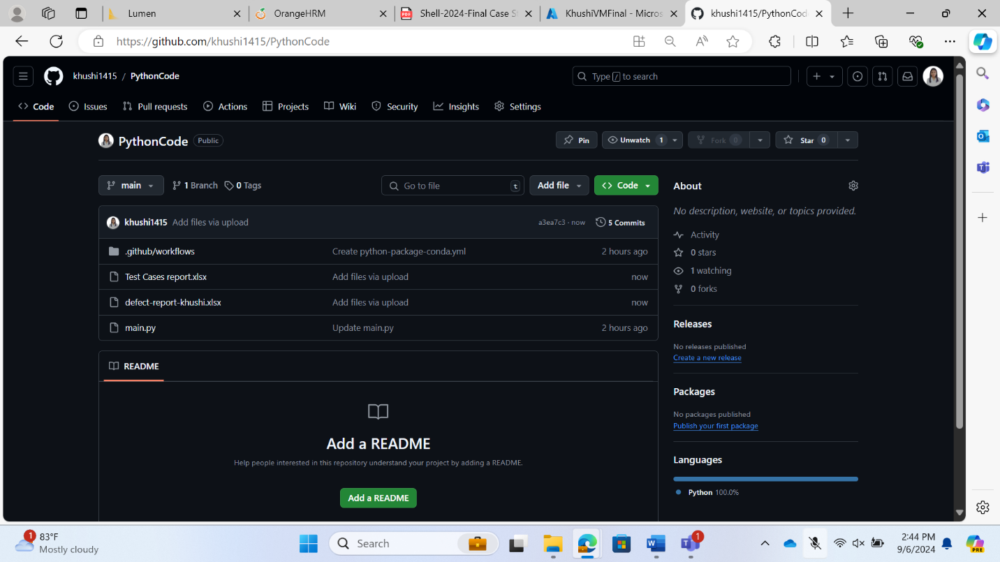 Lumen
OrangeHRM
PDF
Shell-2024-Final Case S
KhushiVMFinal - Micros
khushi1415/PythonCod
https://github.com/khushi1415/PythonCode
khushi1415 / PythonCode
Type / to search
Code
Issues
Pull requests
Actions
Projects
Wiki
Security
Insights
Settings
PythonCode Public
Pin
Unwatch 1
Fork 0
Star 0
main
1 Branch
0 Tags
Go to file t
Add file
<> Code
khushi1415 Add files via upload a3ea7c3 · now 5 Commits
.github/workflows Create python-package-conda.yml 2 hours ago
Test Cases report.xlsx Add files via upload now
defect-report-khushi.xlsx Add files via upload now
main.py Update main.py 2 hours ago
README
Add a README
Help people interested in this repository understand your project by adding a README.
Add a README
About
No description, website, or topics provided.
Activity
0 stars
1 watching
0 forks
Releases
No releases published
Create a new release
Packages
No packages published
Publish your first package
Languages
Python 100.0%
1
83°F
Mostly cloudy
Search
1
2:44 PM
9/6/2024
PRE